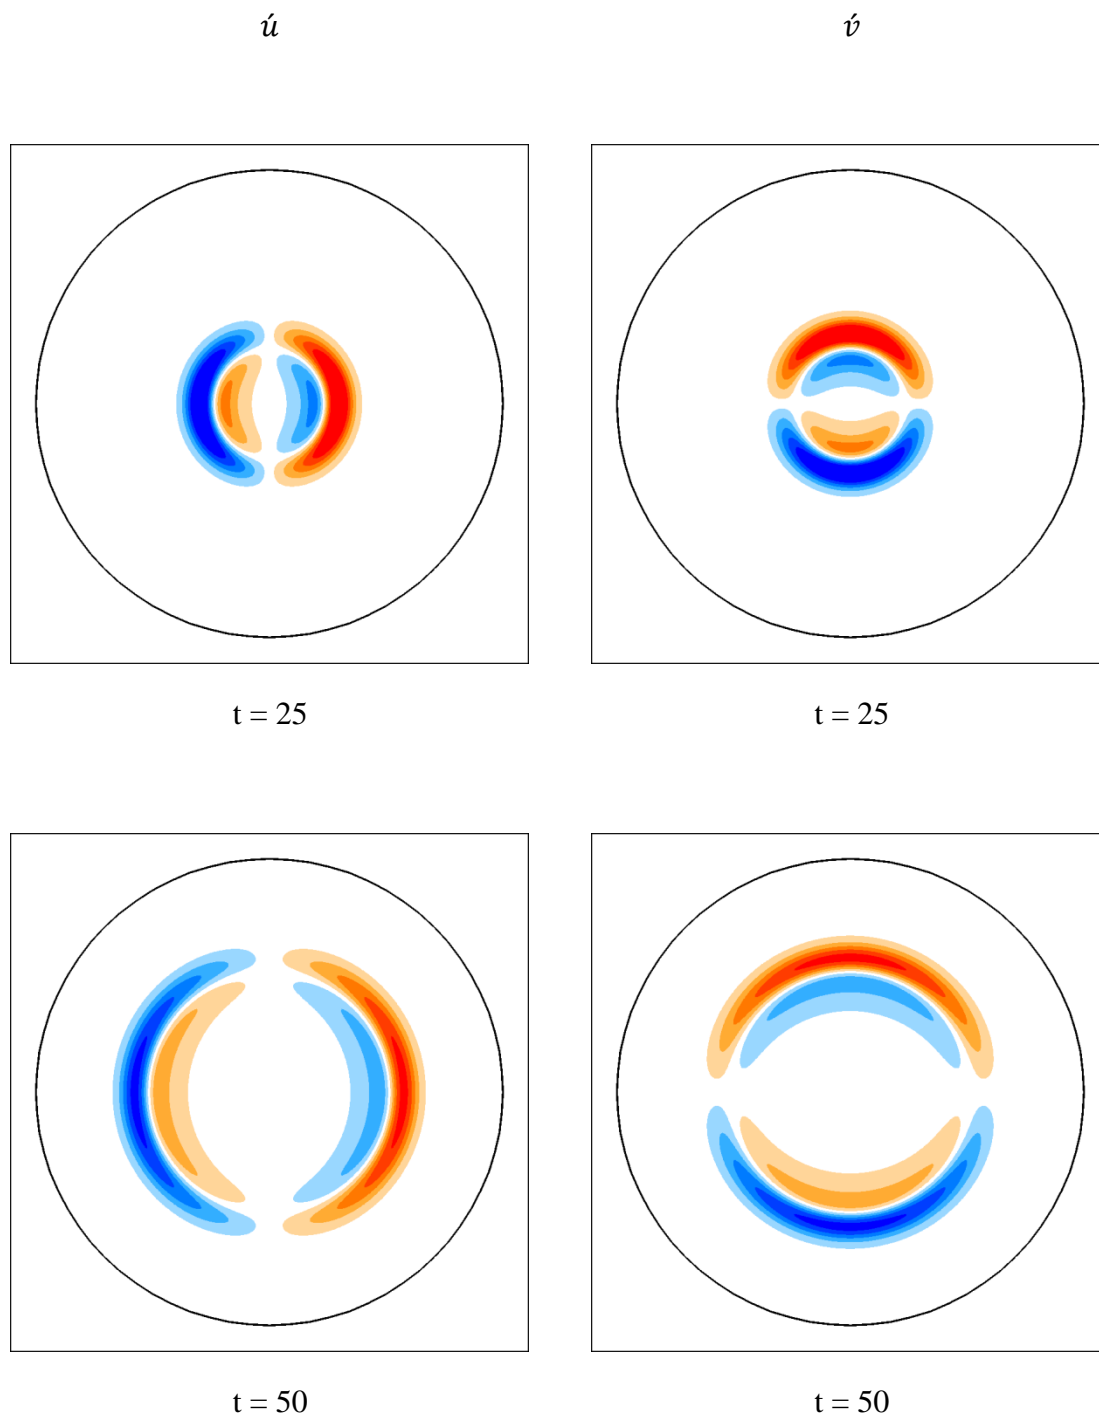 ú v́
t = 25 t = 25
t = 50 t = 50